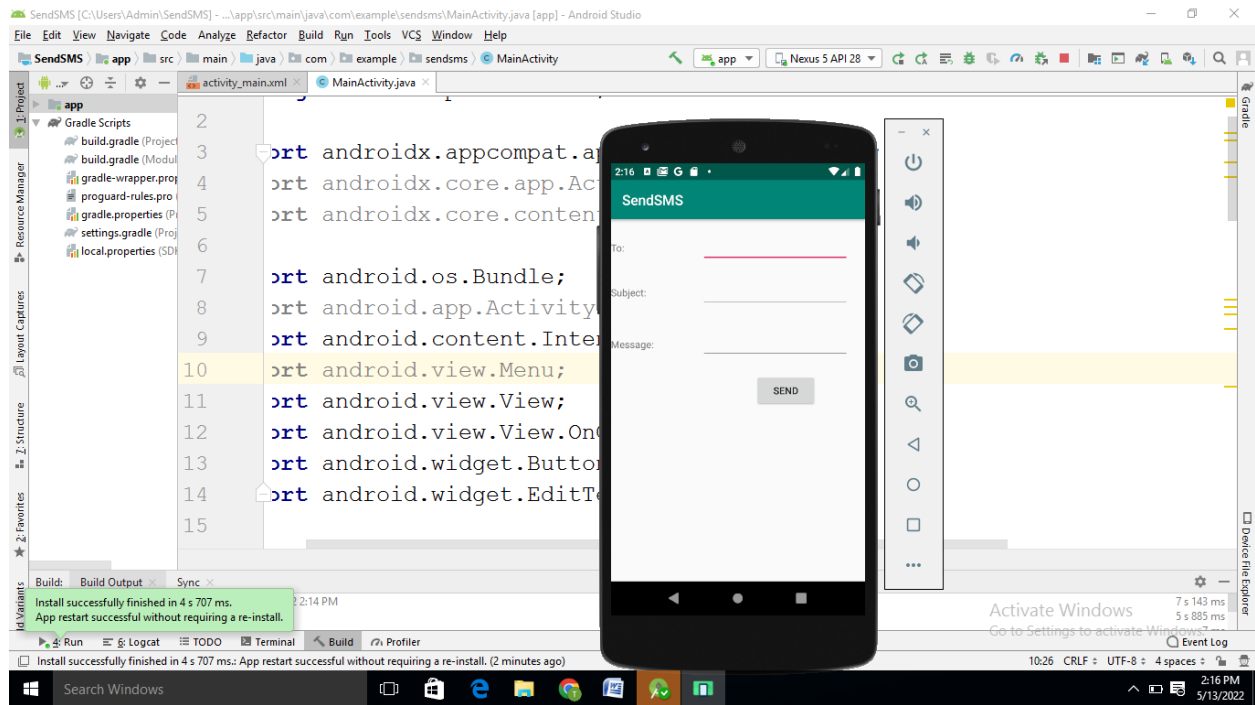 SendSMS [C:\Users\Admin\SendSMS] - ...\app\src\main\java\com\example\sendsms\MainActivity.java [app] - Android Studio
File Edit View Navigate Code Analyze Refactor Build Run Tools VCS Window Help
SendSMS app src main java com example sendsms MainActivity app Nexus 5 API 28
activity_main.xml MainActivity.java
1: Project
Resource Manager
Layout Captures
Z: Structure
2: Favorites
app
Gradle Scripts
build.gradle (Project
build.gradle (Modul
gradle-wrapper.prop
proguard-rules.pro
gradle.properties (P
settings.gradle (Proj
local.properties (SDK
2
3 ort androidx.appcompat.ap
4 ort androidx.core.app.Ac
5 ort androidx.core.conten
6
7 ort android.os.Bundle;
8 ort android.app.Activity
9 ort android.content.Inten
10 ort android.view.Menu;
11 ort android.view.View;
12 ort android.view.View.OnC
13 ort android.widget.Button
14 ort android.widget.EditTe
15
2:16 G
SendSMS
To:
Subject:
Message:
SEND
Gradle
Device File Explorer
Build: Build Output Sync
2:14 PM
7 s 143 ms
5 s 885 ms
Install successfully finished in 4 s 707 ms.
App restart successful without requiring a re-install.
Activate Windows
Go to Settings to activate Windows.
4: Run 6: Logcat TODO Terminal Build Profiler Event Log
Install successfully finished in 4 s 707 ms.: App restart successful without requiring a re-install. (2 minutes ago) 10:26 CRLF UTF-8 4 spaces
Search Windows
2:16 PM
5/13/2022